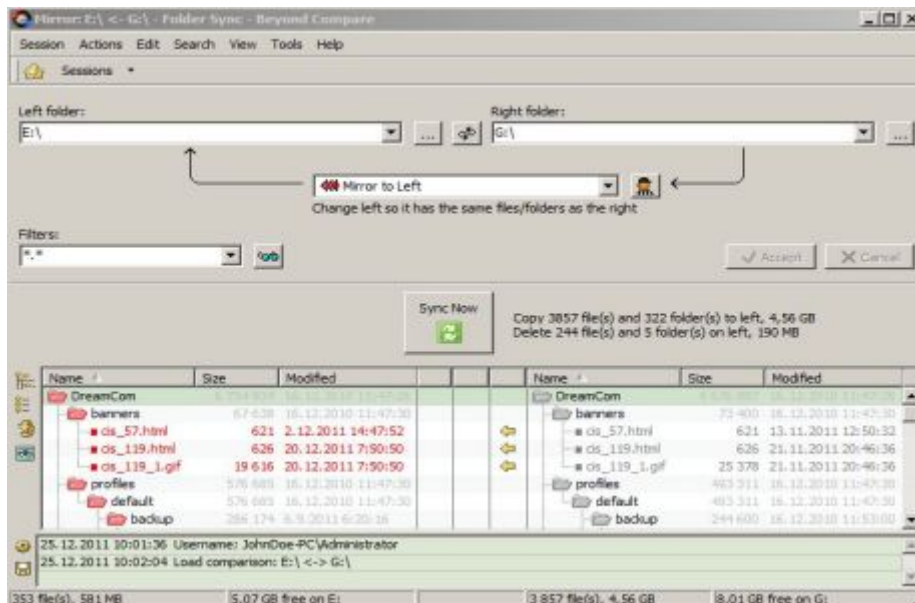 Mirror: E:\ <- G:\ - Folder Sync - Beyond Compare
Session Actions Edit Search View Tools Help
Sessions
Left folder: Right folder:
E:\ ... G:\ ...
Mirror to Left
Change left so it has the same files/folders as the right
Filters:
*.* Accept Cancel
Sync Now
Copy 3857 file(s) and 322 folder(s) to left, 4,56 GB
Delete 244 file(s) and 5 folder(s) on left, 190 MB
Name Size Modified Name Size Modified
DreamCom DreamCom
banners 67 638 16.12.2010 11:47:30 banners 73 400 16.12.2010 11:47:30
cis_57.html 621 2.12.2011 14:47:52 cis_57.html 621 13.11.2011 12:50:32
cis_119.html 626 20.12.2011 7:50:50 cis_119.html 626 21.11.2011 20:46:36
cis_119_1.gif 19 616 20.12.2011 7:50:50 cis_119_1.gif 25 378 21.11.2011 20:46:36
profiles 16.12.2010 11:47:30 profiles 16.12.2010 11:47:30
default 16.12.2010 11:47:30 default 16.12.2010 11:47:30
backup 286 174 6.9.2011 6:20:16 backup 244 600 16.12.2010 11:53:00
25.12.2011 10:01:36 Username: JohnDoe-PC\Administrator
25.12.2011 10:02:04 Load comparison: E:\ <-> G:\
353 file(s), 581 MB 5,07 GB free on E: 3 857 file(s), 4,56 GB 8,01 GB free on G: